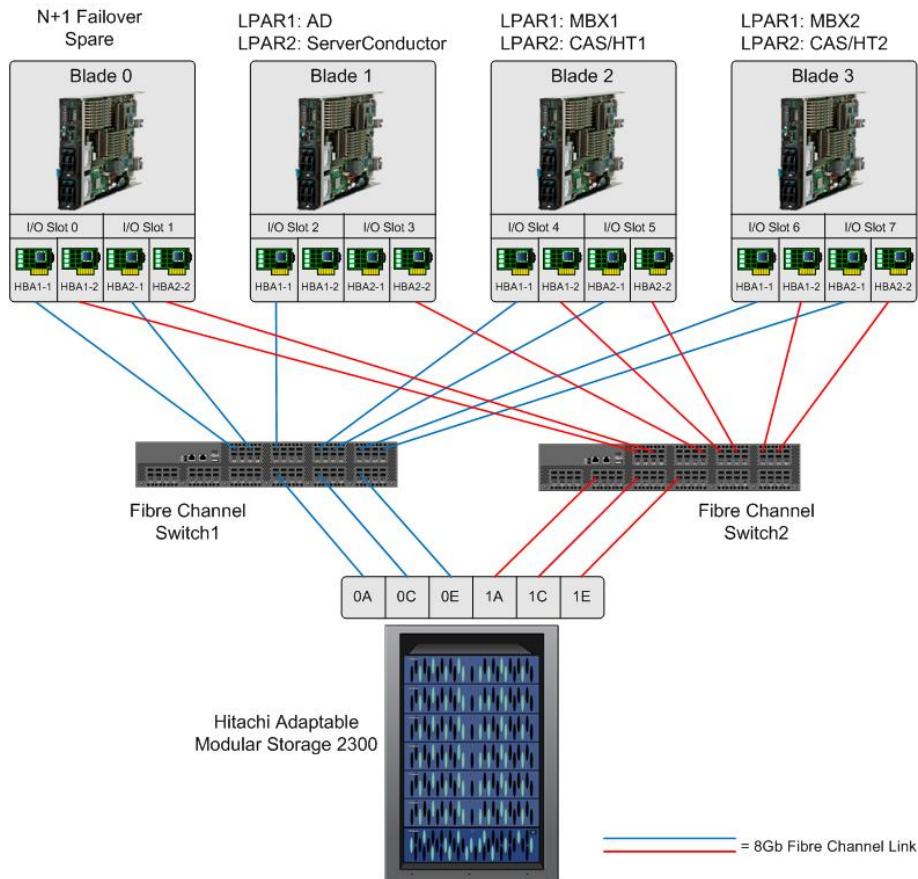 N+1 Failover
Spare
LPAR1: AD
LPAR2: ServerConductor
LPAR1: MBX1
LPAR2: CAS/HT1
LPAR1: MBX2
LPAR2: CAS/HT2
Blade 0
Blade 1
Blade 2
Blade 3
I/O Slot 0
I/O Slot 1
I/O Slot 2
I/O Slot 3
I/O Slot 4
I/O Slot 5
I/O Slot 6
I/O Slot 7
HBA1-1
HBA1-2
HBA2-1
HBA2-2
HBA1-1
HBA1-2
HBA2-1
HBA2-2
HBA1-1
HBA1-2
HBA2-1
HBA2-2
HBA1-1
HBA1-2
HBA2-1
HBA2-2
Fibre Channel
Switch1
Fibre Channel
Switch2
0A
0C
0E
1A
1C
1E
Hitachi Adaptable
Modular Storage 2300
= 8Gb Fibre Channel Link